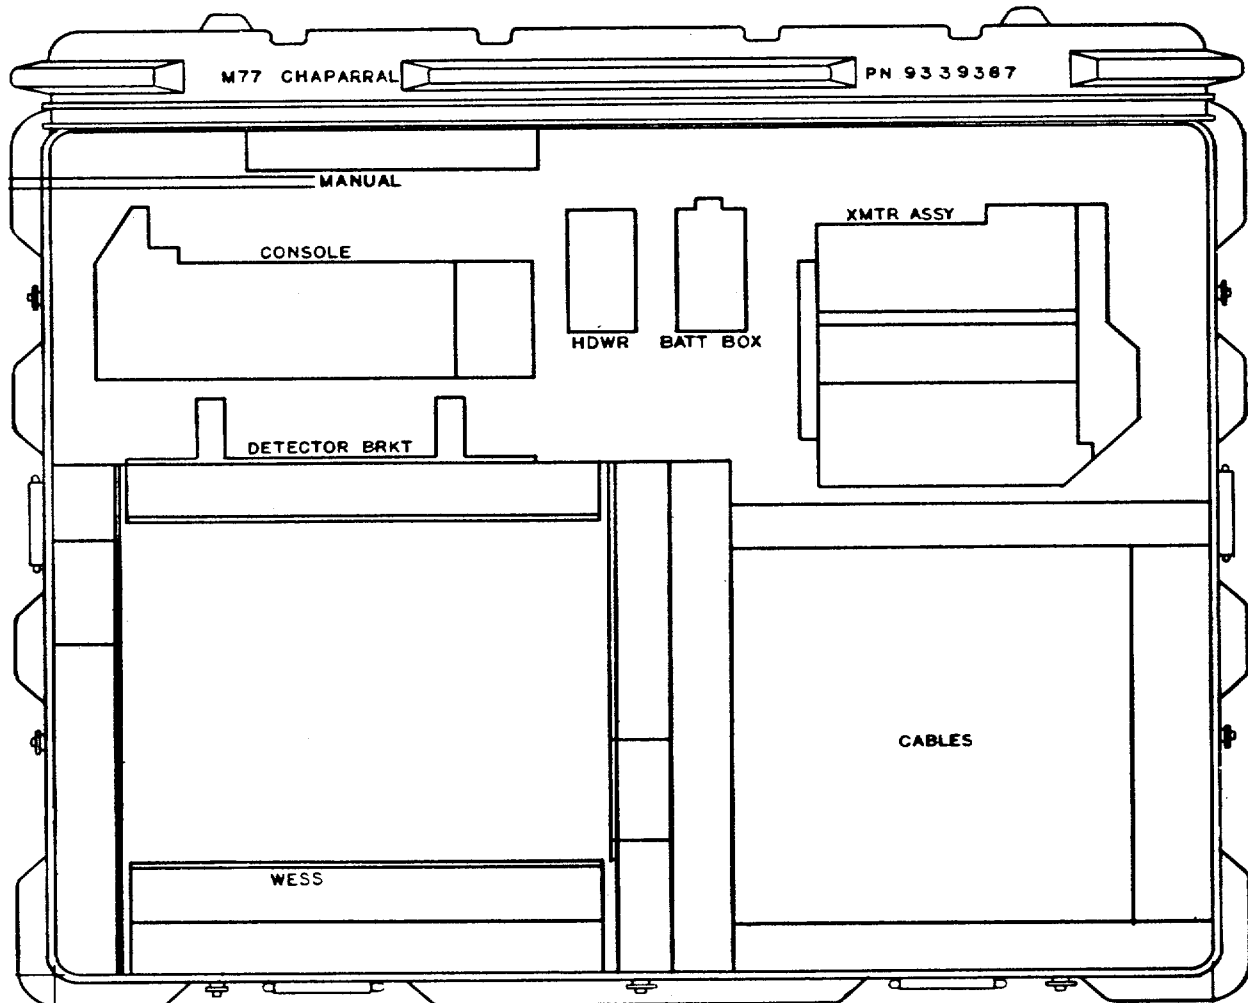 M77 CHAPARRAL PN 9339387
MANUAL
XMTR ASSY
CONSOLE
HDWR BATT BOX
DETECTOR BRKT
CABLES
WESS